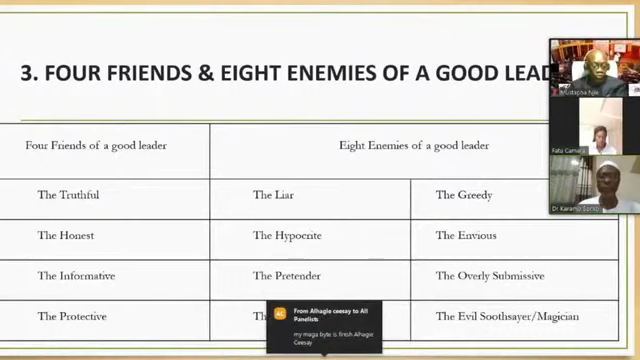 3. FOUR FRIENDS & EIGHT ENEMIES OF A GOOD LEAD
Four Friends of a good leader
Eight Enemies of a good leader
The Truthful
The Liar
The Greedy
The Honest
The Hypocrite
The Envious
The Informative
The Pretender
The Overly Submissive
The Protective
The Evil Soothsayer/Magician
From Alhagie ceesay to All
Panelists:
my maga byte is finish Alhagie
Ceesay
Mustapha Njie
Fatu Camara
Dr Karamo Sonko